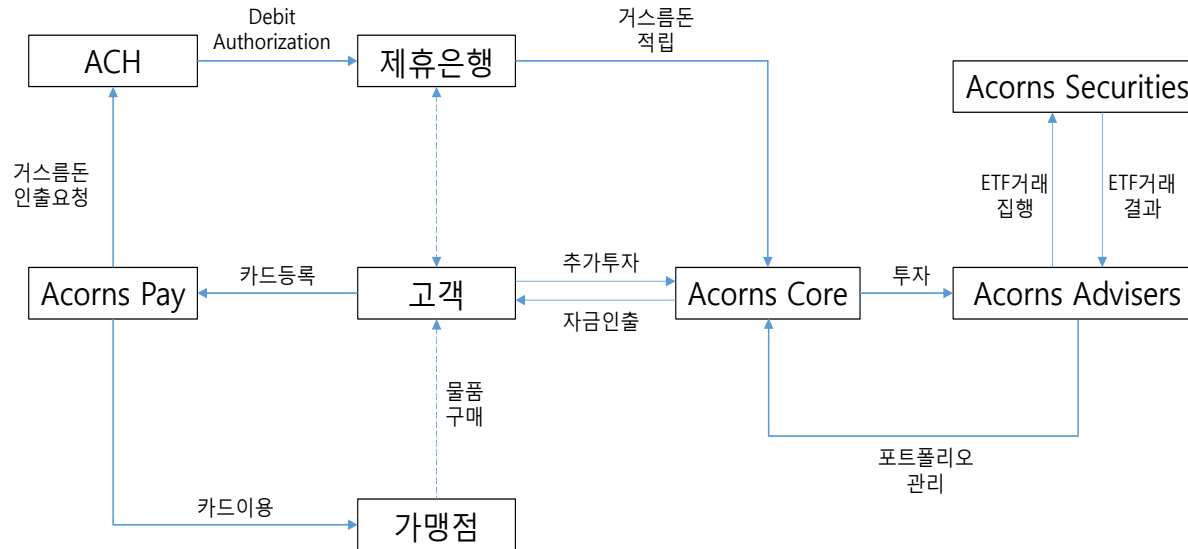 Debit
Authorization
거스름돈
적립
ACH
제휴은행
Acorns Securities
거스름돈
인출요청
ETF거래
집행
ETF거래
결과
카드등록
추가투자
투자
Acorns Pay
고객
Acorns Core
Acorns Advisers
자금인출
물품
구매
포트폴리오
관리
카드이용
가맹점